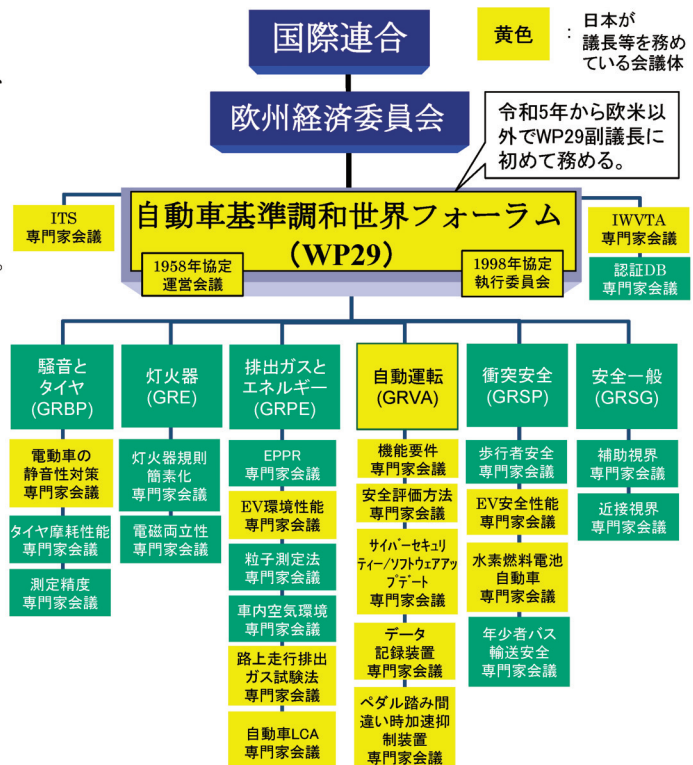 国際連合
黄色
：
日本が
議長等を務め
ている会議体
欧州経済委員会
令和5年から欧米以
外でWP29副議長に
初めて務める。
ITS
専門家会議
自動車基準調和世界フォーラム
（WP29）
1958年協定
運営会議
1998年協定
執行委員会
IWVTA
専門家会議
認証DB
専門家会議
。
騒音と
タイヤ
(GRBP)
電動車の
静音性対策
専門家会議
タイヤ摩耗性能
専門家会議
測定精度
専門家会議
灯火器
(GRE)
灯火器規則
簡素化
専門家会議
電磁両立性
専門家会議
排出ガスと
エネルギー
(GRPE)
EPPR
専門家会議
EV環境性能
専門家会議
粒子測定法
専門家会議
車内空気環境
専門家会議
路上走行排出
ガス試験法
専門家会議
自動車LCA
専門家会議
自動運転
(GRVA)
機能要件
専門家会議
安全評価方法
専門家会議
サイバーセキュリ
ティー/ソフトウェアアッ
プデート
専門家会議
データ
記録装置
専門家会議
ペダル踏み間
違い時加速抑
制装置
専門家会議
衝突安全
(GRSP)
歩行者安全
専門家会議
EV安全性能
専門家会議
水素燃料電池
自動車
専門家会議
年少者バス
輸送安全
専門家会議
安全一般
(GRSG)
補助視界
専門家会議
近接視界
専門家会議